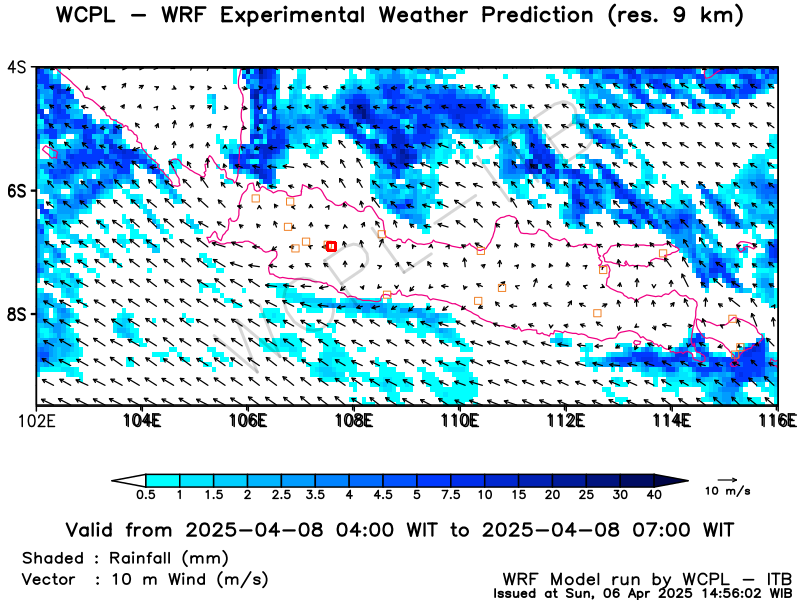 WCPL – WRF Experimental Weather Prediction (res. 9 km)
4S
6S
8S
102E 104E 106E 108E 110E 112E 114E 116E
WCPL-ITB
0.5 1 1.5 2 2.5 3.5 4 4.5 5 7.5 10 15 20 25 30 40
10 m/s
Valid from 2025-04-08 04:00 WIT to 2025-04-08 07:00 WIT
Shaded : Rainfall (mm)
Vector : 10 m Wind (m/s)
WRF Model run by WCPL – ITB
Issued at Sun, 06 Apr 2025 14:56:02 WIB